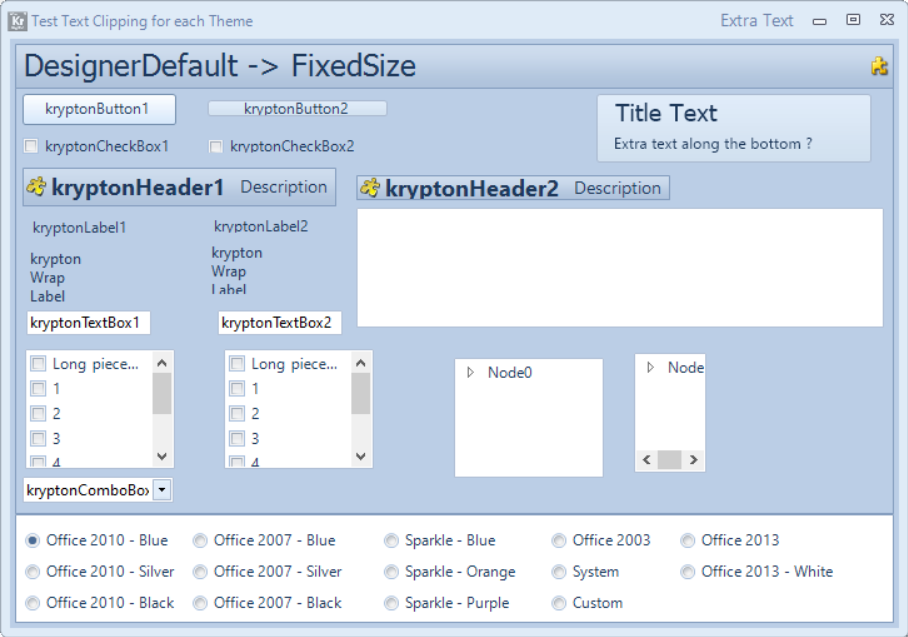 Kr Test Text Clipping for each Theme Extra Text
DesignerDefault -> FixedSize
kryptonButton1 kryptonButton2
Title Text
Extra text along the bottom ?
kryptonCheckBox1 kryptonCheckBox2
kryptonHeader1 Description kryptonHeader2 Description
kryptonLabel1 kryptonLabel2
krypton
Wrap
Label
krypton
Wrap
Label
kryptonTextBox1 kryptonTextBox2
Long piece...
1
2
3
4
Long piece...
1
2
3
4
Node0
Node
kryptonComboBox
Office 2010 - Blue Office 2007 - Blue Sparkle - Blue Office 2003 Office 2013
Office 2010 - Silver Office 2007 - Silver Sparkle - Orange System Office 2013 - White
Office 2010 - Black Office 2007 - Black Sparkle - Purple Custom